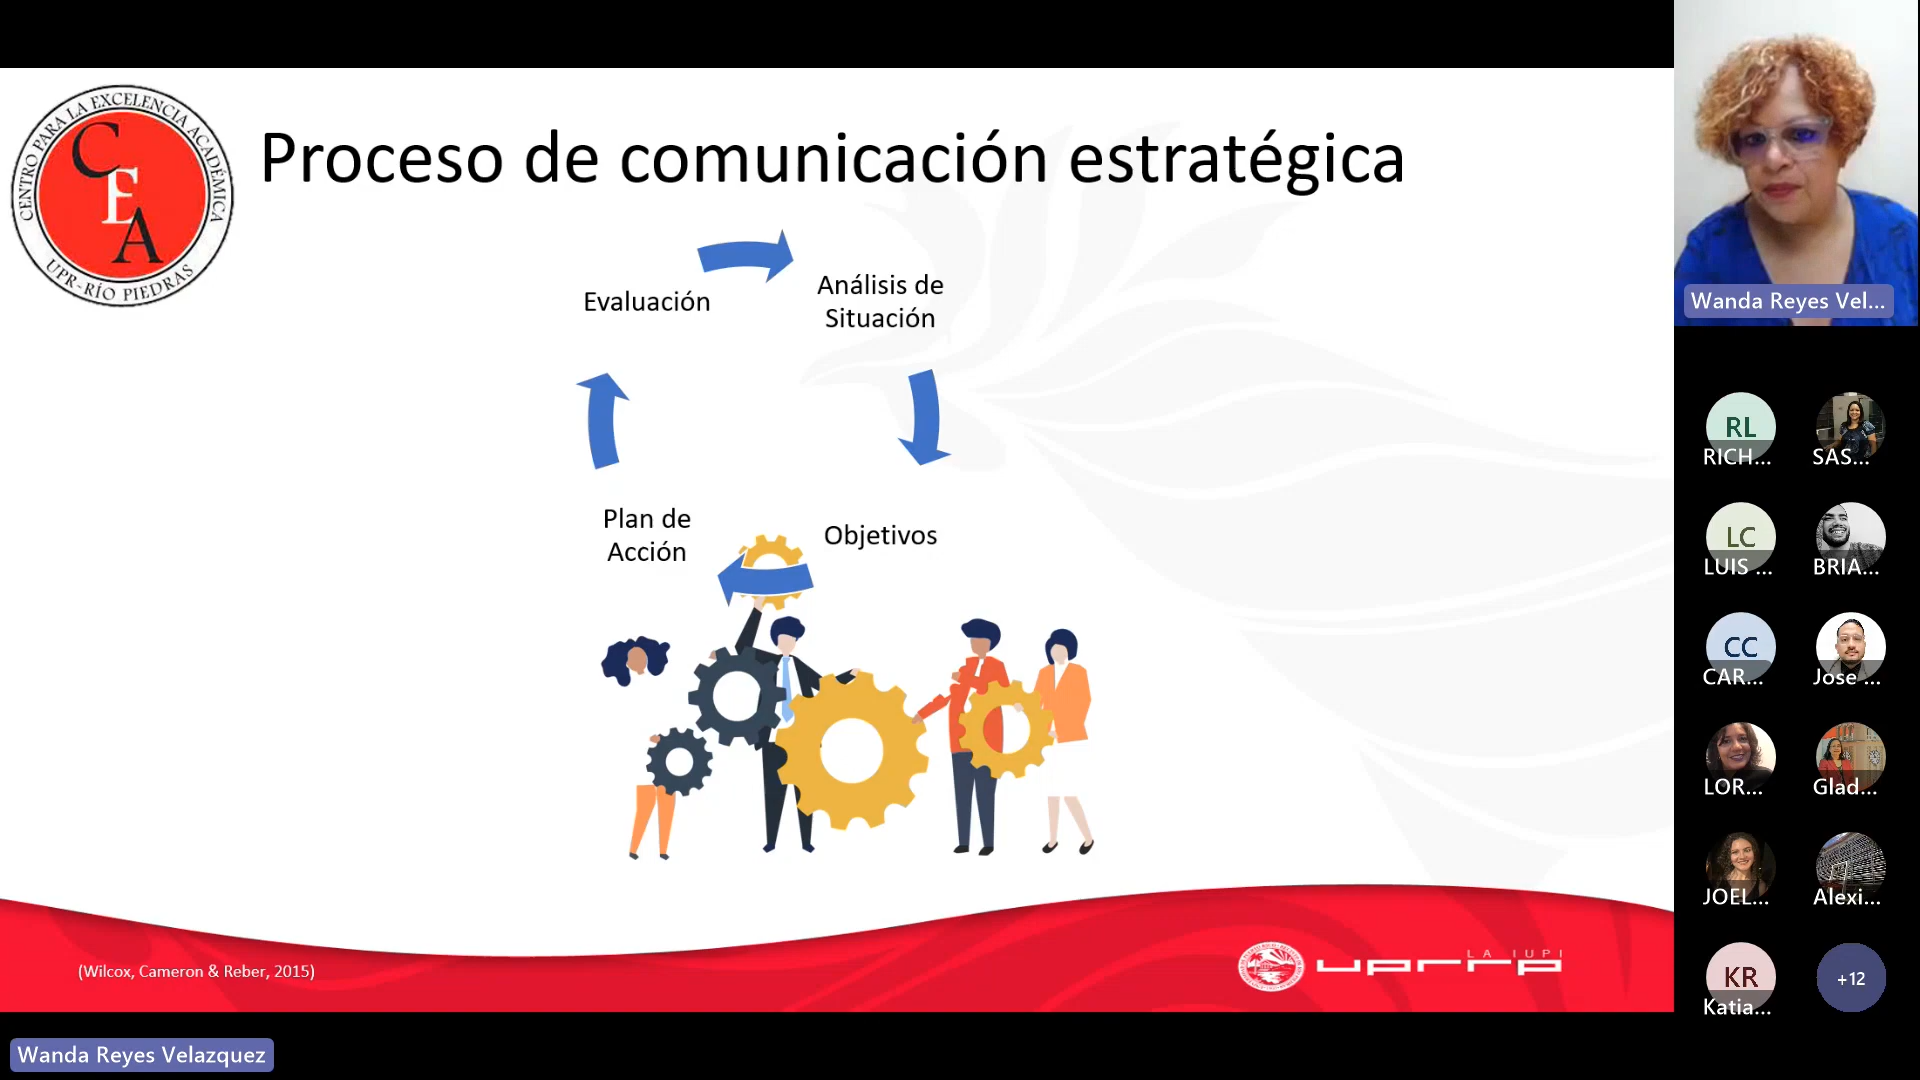 CENTRO PARA LA EXCELENCIA ACADÉMICA
CEA
UPR-RÍO PIEDRAS
Proceso de comunicación estratégica
Evaluación
Análisis de
Situación
Plan de
Acción
Objetivos
(Wilcox, Cameron & Reber, 2015)
LA IUPI
uprrp
Wanda Reyes Velazquez
Wanda Reyes Vel...
RL
RICH...
SAS...
LC
LUIS ...
BRIA...
CC
CAR...
Jose ...
LOR...
Glad...
JOEL...
Alexi...
KR
Katia...
+12